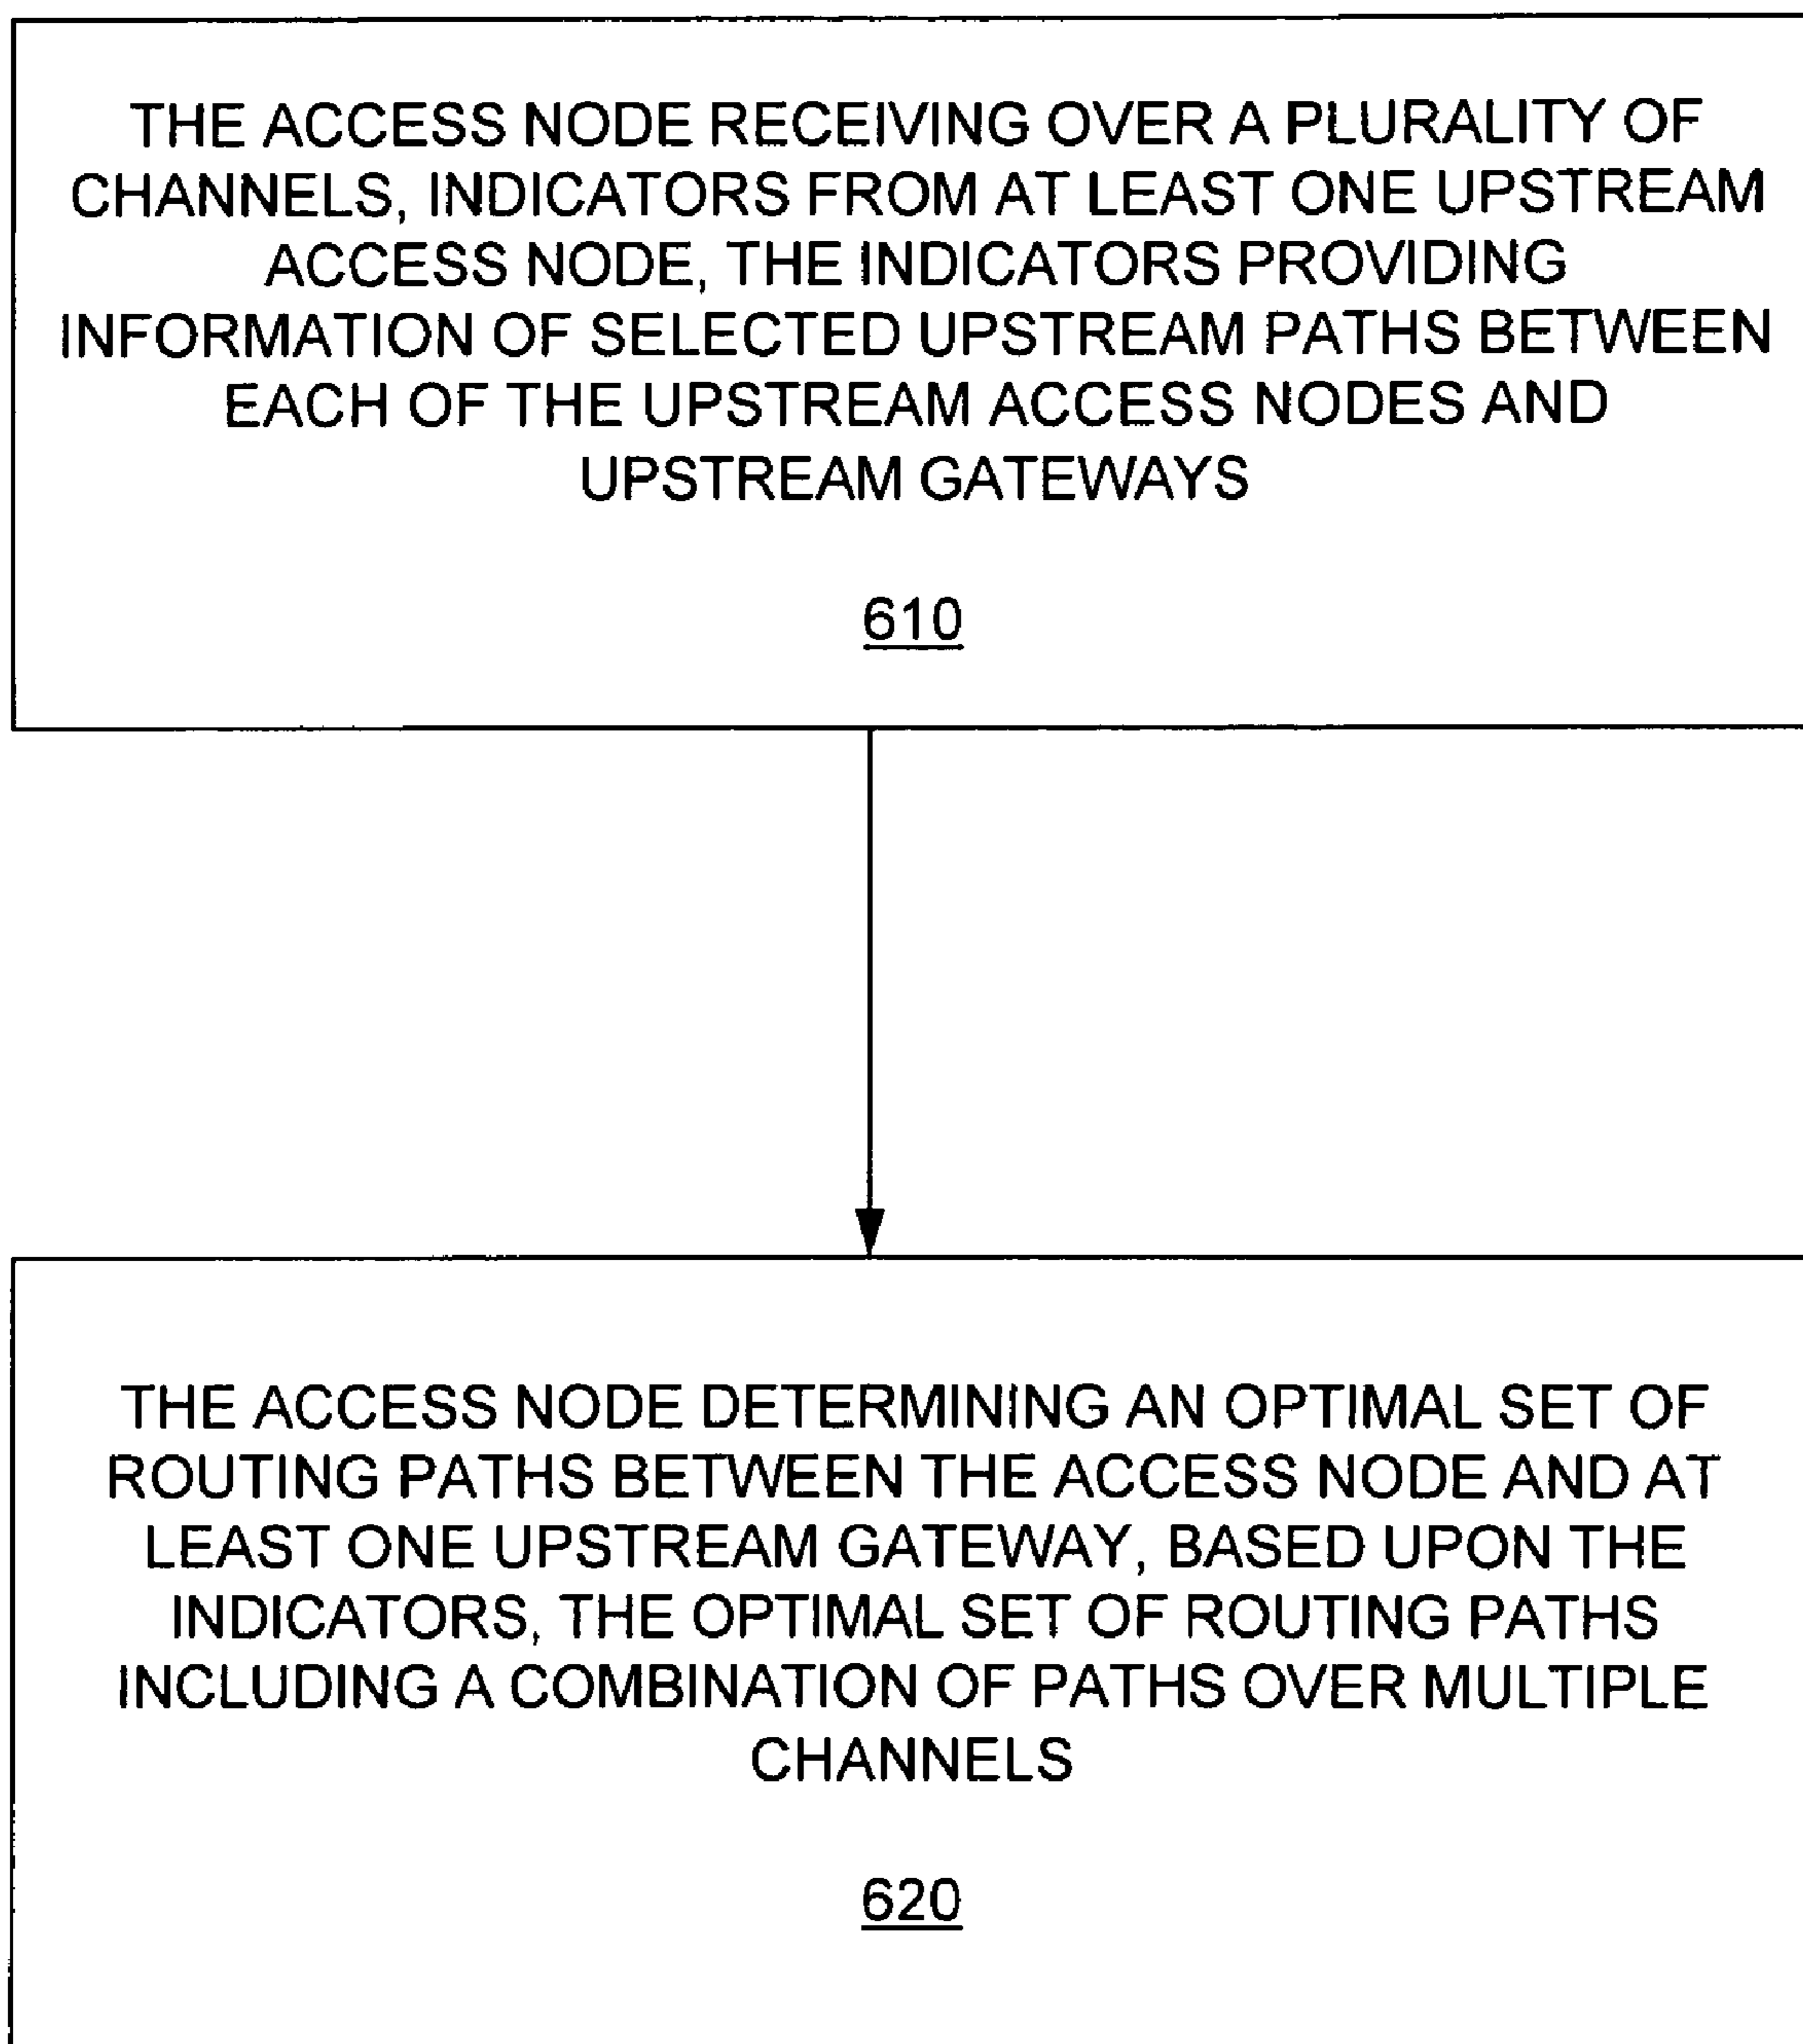 THE ACCESS NODE RECEIVING OVER A PLURALITY OF
CHANNELS, INDICATORS FROM AT LEAST ONE UPSTREAM
ACCESS NODE, THE INDICATORS PROVIDING
INFORMATION OF SELECTED UPSTREAM PATHS BETWEEN
EACH OF THE UPSTREAM ACCESS NODES AND
UPSTREAM GATEWAYS
610
THE ACCESS NODE DETERMINING AN OPTIMAL SET OF
ROUTING PATHS BETWEEN THE ACCESS NODE AND AT
LEAST ONE UPSTREAM GATEWAY, BASED UPON THE
INDICATORS, THE OPTIMAL SET OF ROUTING PATHS
INCLUDING A COMBINATION OF PATHS OVER MULTIPLE
CHANNELS
620